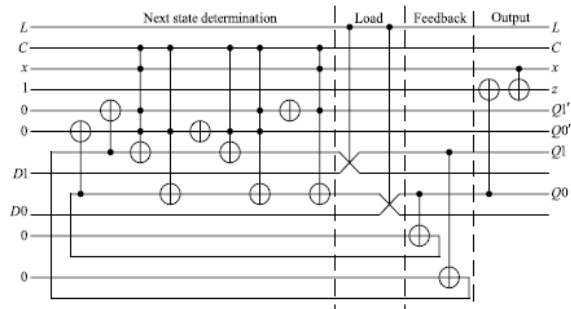 Next state determination Load Feedback Output
L L
C C
x x
1 z
0 Q1′
0 Q0′
Q1
D1
Q0
D0
0
0